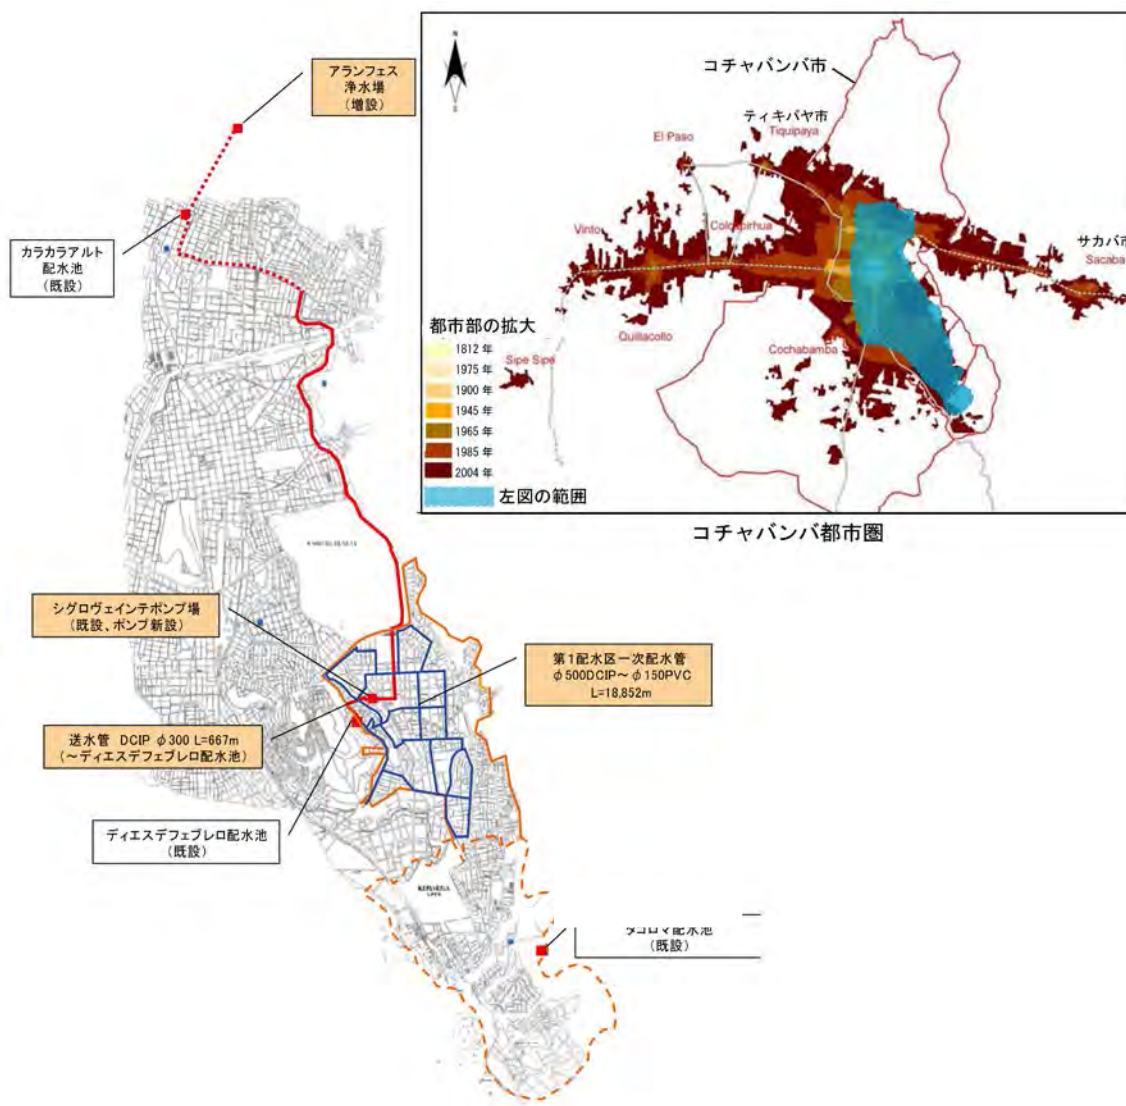 アランフェス
浄水場
（増設）
カラカラアルト
配水池
（既設）
シグロヴェインテポンプ場
（既設、ポンプ新設）
第1配水区一次配水管
φ500DCIP～φ150PVC
L=18,852m
送水管 DCIP φ300 L=667m
（～ディエスデフェブレロ配水池）
ディエスデフェブレロ配水池
（既設）
タコロマ配水池
（既設）
N
S
コチャバンバ市
ティキパヤ市
Tiquipaya
El Paso
サカバ市
Sacaba
Vinto
Colcapirhua
Quillacollo
Cochabamba
Sipe Sipe
都市部の拡大
1812 年
1975 年
1900 年
1945 年
1965 年
1985 年
2004 年
左図の範囲
コチャバンバ都市圏